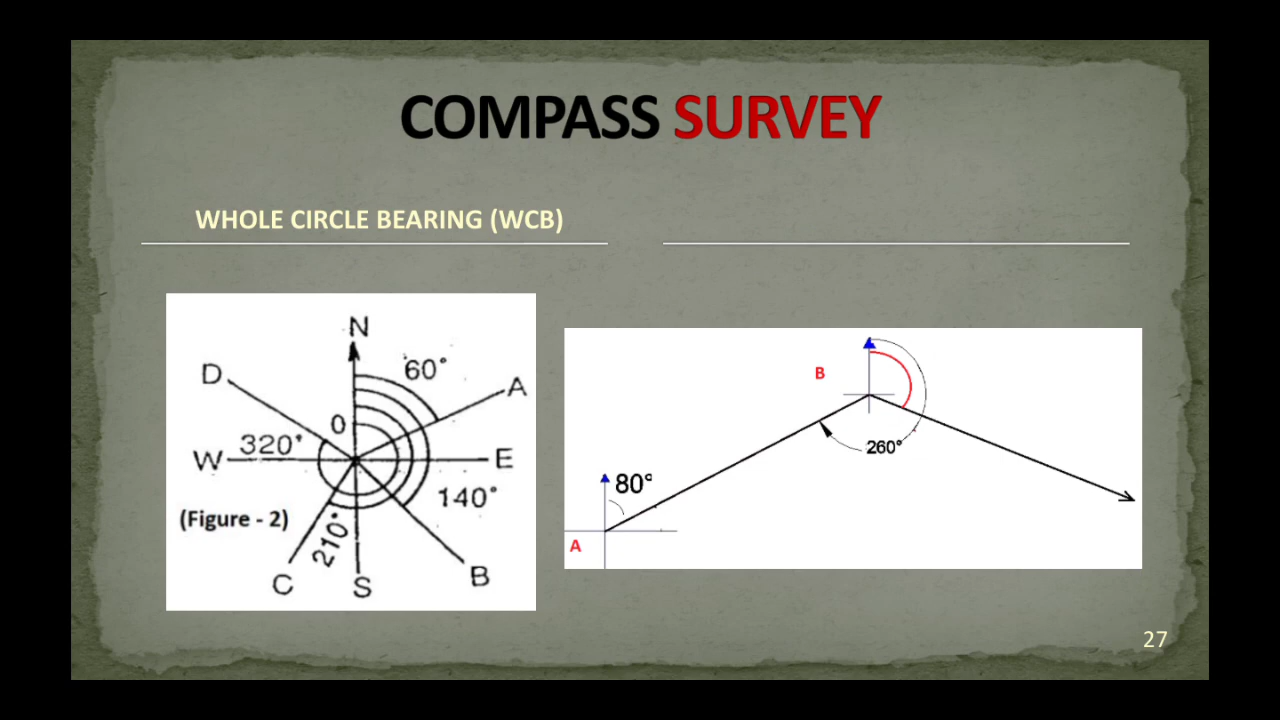 COMPASS SURVEY
WHOLE CIRCLE BEARING (WCB)
N
60°
D
A
0
320°
W
E
140°
(Figure - 2)
210°
C
S
B
B
260°
80°
A
27